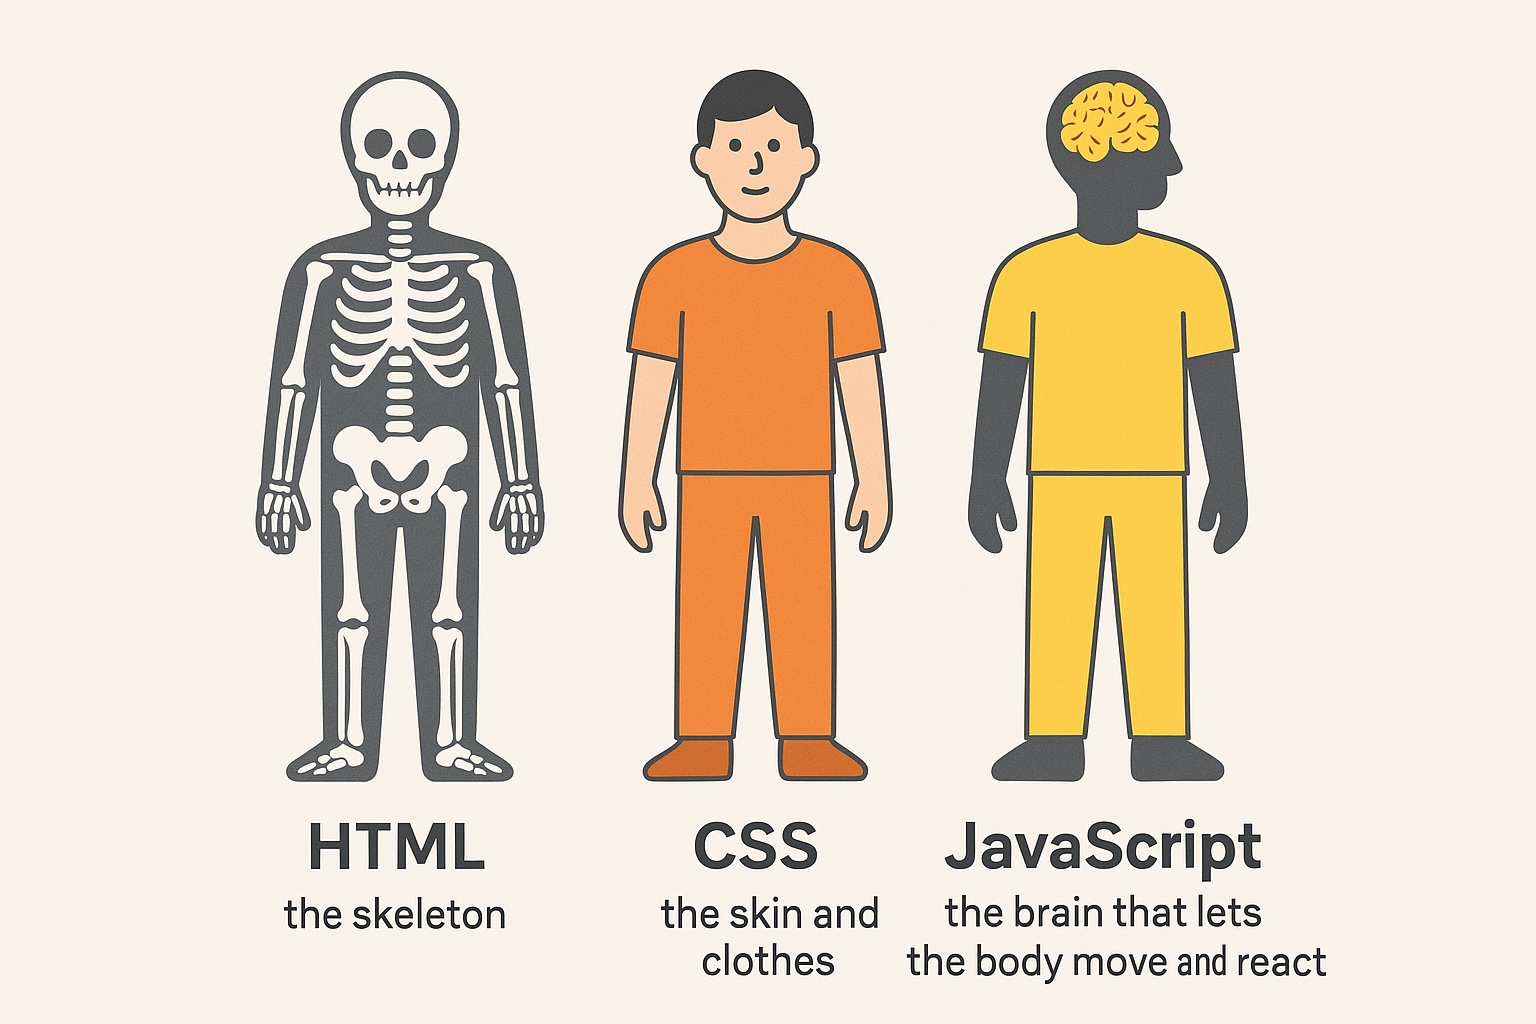 HTML
the skeleton
CSS
the skin and
clothes
JavaScript
the brain that lets
the body move and react